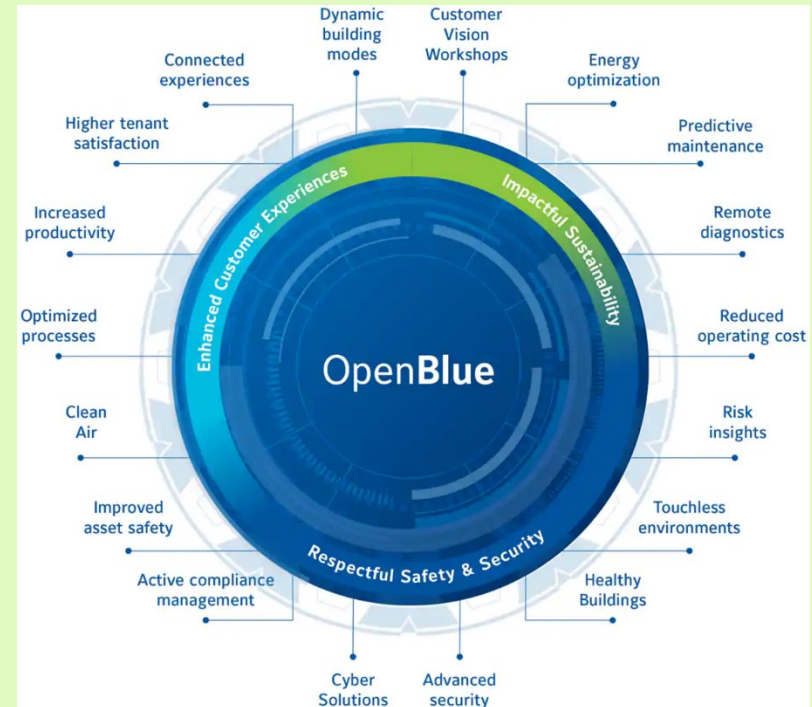 Dynamic
building
modes
Customer
Vision
Workshops
Energy
optimization
Predictive
maintenance
Remote
diagnostics
Reduced
operating cost
Risk
insights
Touchless
environments
Healthy
Buildings
Advanced
security
Cyber
Solutions
Active compliance
management
Improved
asset safety
Clean
Air
Optimized
processes
Increased
productivity
Higher tenant
satisfaction
Connected
experiences
Enhanced Customer Experiences
Impactful Sustainability
Respectful Safety & Security
OpenBlue